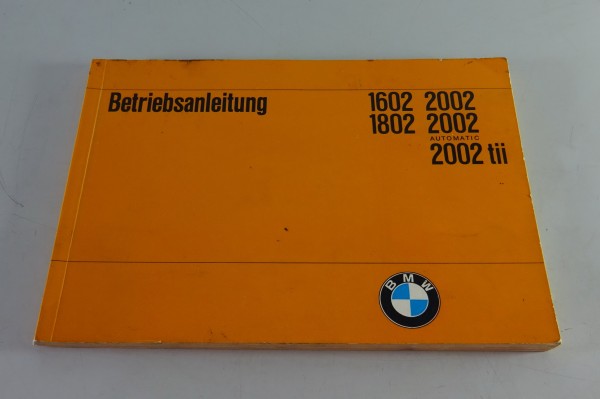 Betriebsanleitung
1602 2002
1802 2002
AUTOMATIC
2002 tii
BMW